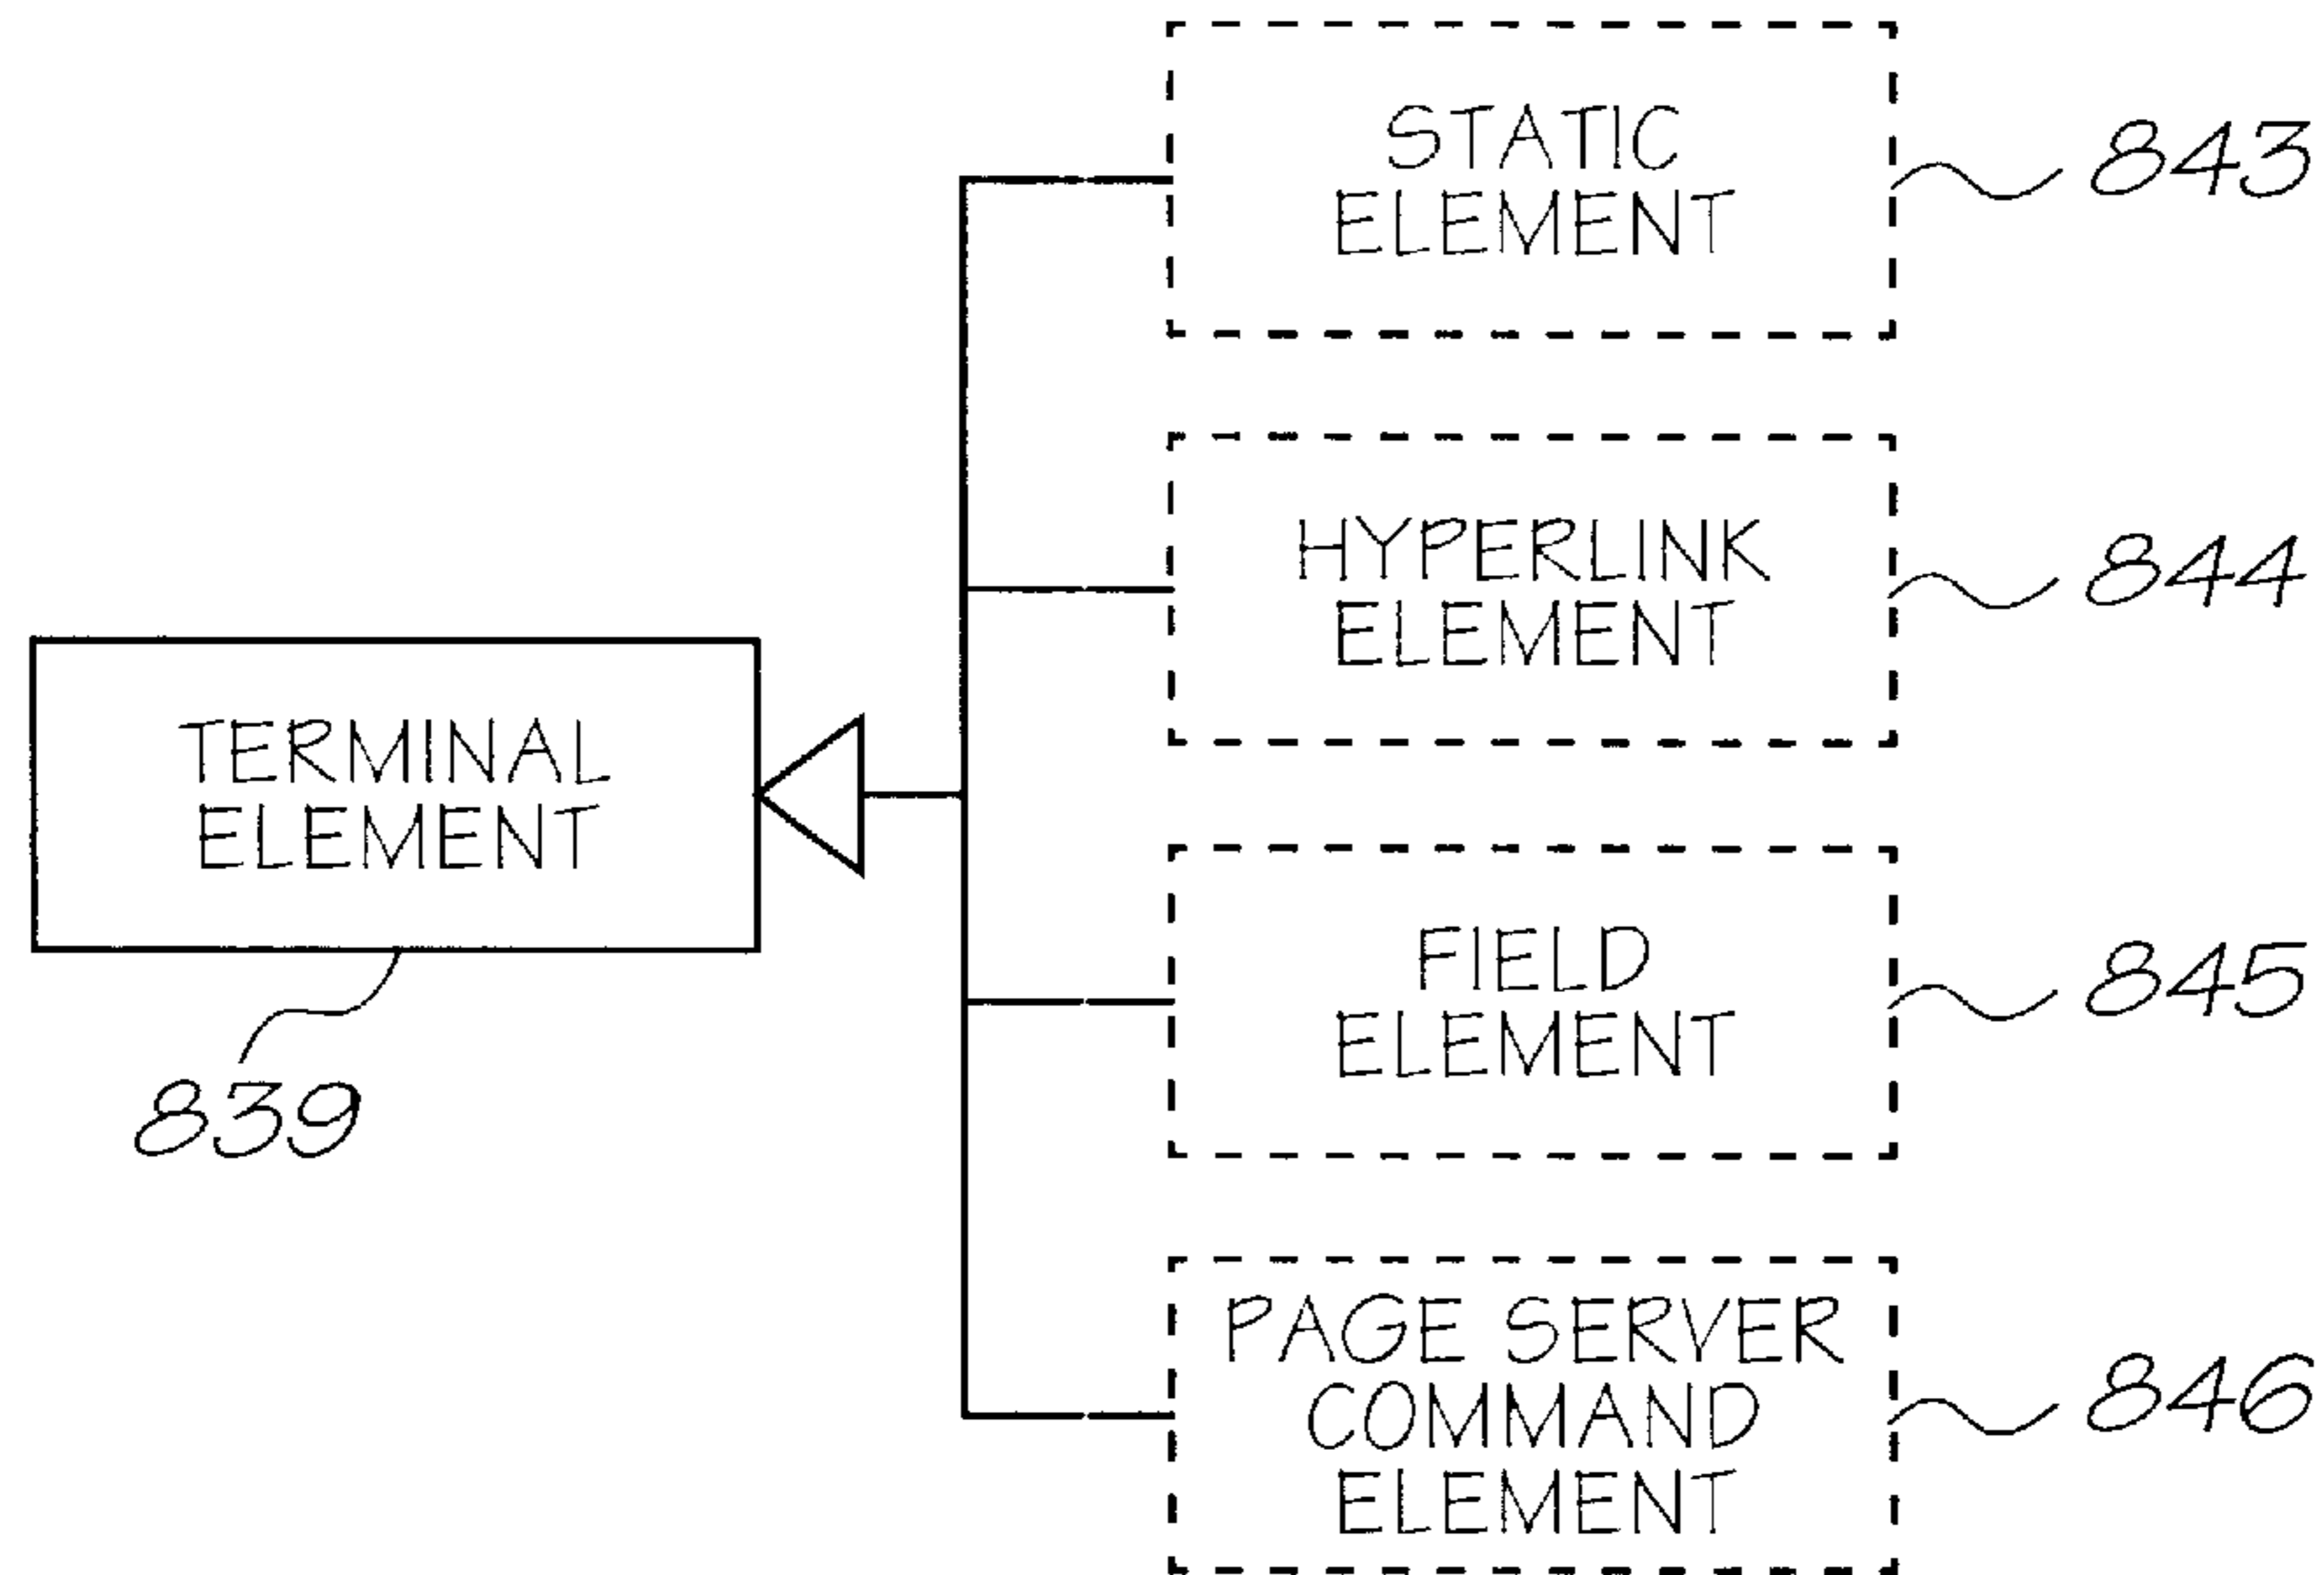 STATIC
ELEMENT
843
HYPERLINK
ELEMENT
844
TERMINAL
ELEMENT
839
FIELD
ELEMENT
845
PAGE SERVER
COMMAND
ELEMENT
846